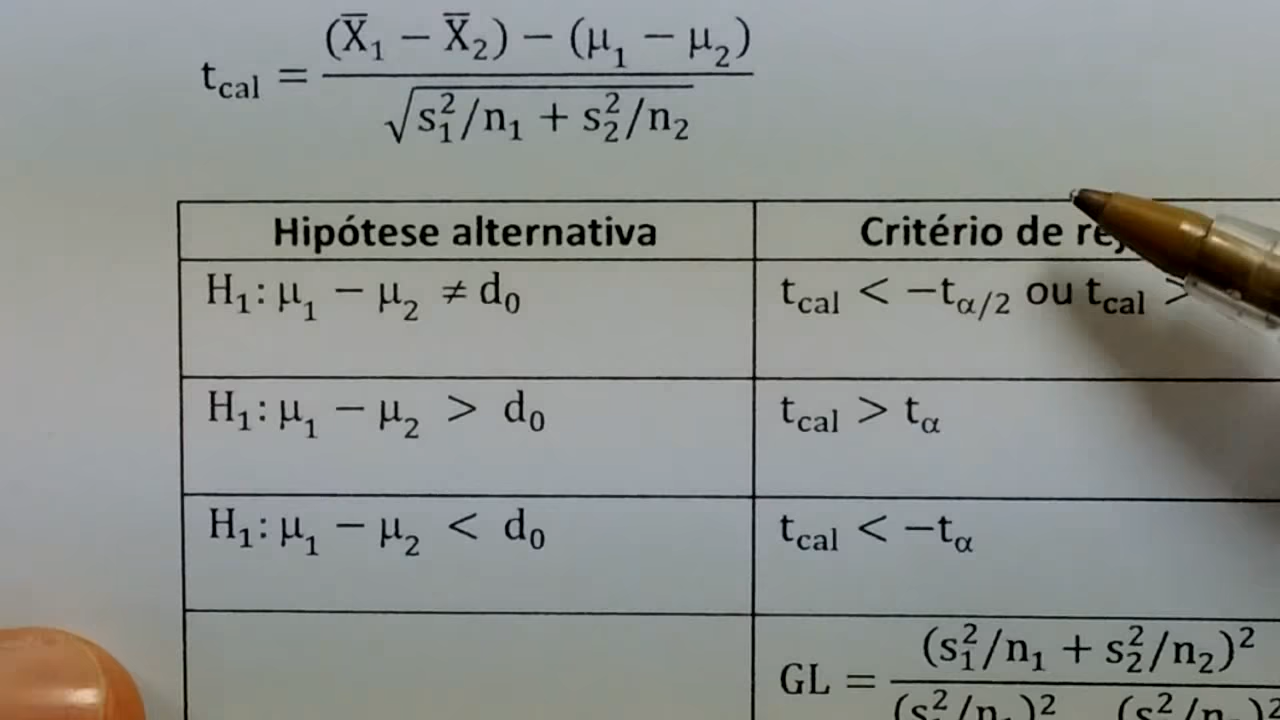 t_cal = ((X̅₁ − X̅₂) − (μ₁ − μ₂)) / √(s₁²/n₁ + s₂²/n₂)
Hipótese alternativa Critério de
H₁: μ₁ − μ₂ ≠ d₀ t_cal < −t_α/2 ou t_cal >
H₁: μ₁ − μ₂ > d₀ t_cal > t_α
H₁: μ₁ − μ₂ < d₀ t_cal < −t_α
GL = (s₁²/n₁ + s₂²/n₂)²